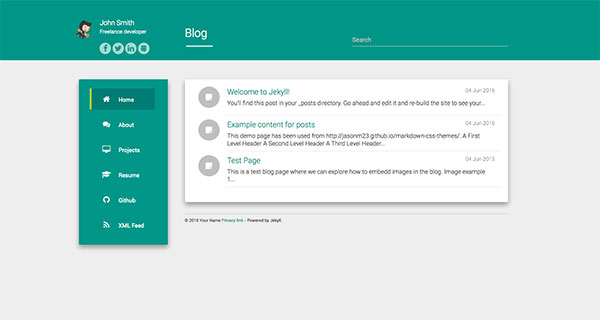 John Smith
Freelance developer
Blog
Search
Home
About
Projects
Resume
Github
XML Feed
Welcome to Jekyll!
04 Jun 2016
You'll find this post in your _posts directory. Go ahead and edit it and re-build the site to see your...
Example content for posts
04 Jun 2016
This demo page has been used from http://jasonm23.github.io/markdown-css-themes/. A First
Level Header A Second Level Header A Third Level Header...
Test Page
04 Jun 2015
This is a test blog page where we can explore how to embedd images in the blog. Image example
1...
© 2016 Your Name Privacy link - Powered by Jekyll.